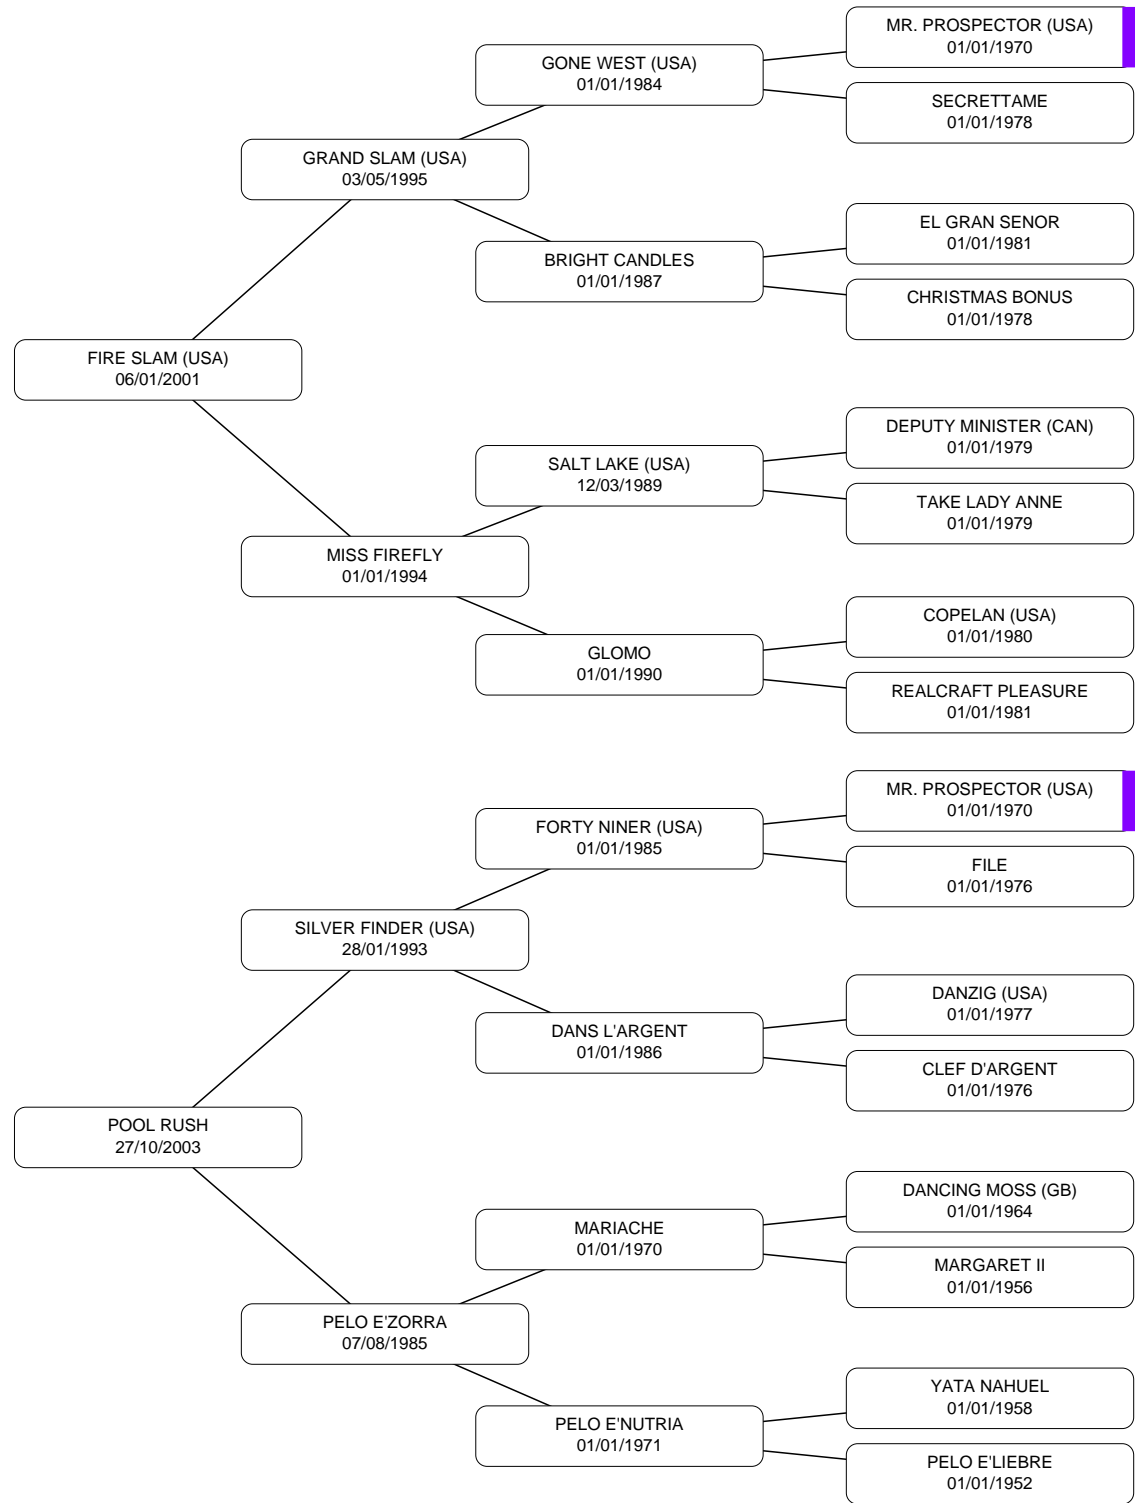 MR. PROSPECTOR (USA)
01/01/1970
GONE WEST (USA)
01/01/1984
SECRETTAME
01/01/1978
GRAND SLAM (USA)
03/05/1995
EL GRAN SENOR
01/01/1981
BRIGHT CANDLES
01/01/1987
CHRISTMAS BONUS
01/01/1978
FIRE SLAM (USA)
06/01/2001
DEPUTY MINISTER (CAN)
01/01/1979
SALT LAKE (USA)
12/03/1989
TAKE LADY ANNE
01/01/1979
MISS FIREFLY
01/01/1994
COPELAN (USA)
01/01/1980
GLOMO
01/01/1990
REALCRAFT PLEASURE
01/01/1981
MR. PROSPECTOR (USA)
01/01/1970
FORTY NINER (USA)
01/01/1985
FILE
01/01/1976
SILVER FINDER (USA)
28/01/1993
DANZIG (USA)
01/01/1977
DANS L'ARGENT
01/01/1986
CLEF D'ARGENT
01/01/1976
POOL RUSH
27/10/2003
DANCING MOSS (GB)
01/01/1964
MARIACHE
01/01/1970
MARGARET II
01/01/1956
PELO E'ZORRA
07/08/1985
YATA NAHUEL
01/01/1958
PELO E'NUTRIA
01/01/1971
PELO E'LIEBRE
01/01/1952